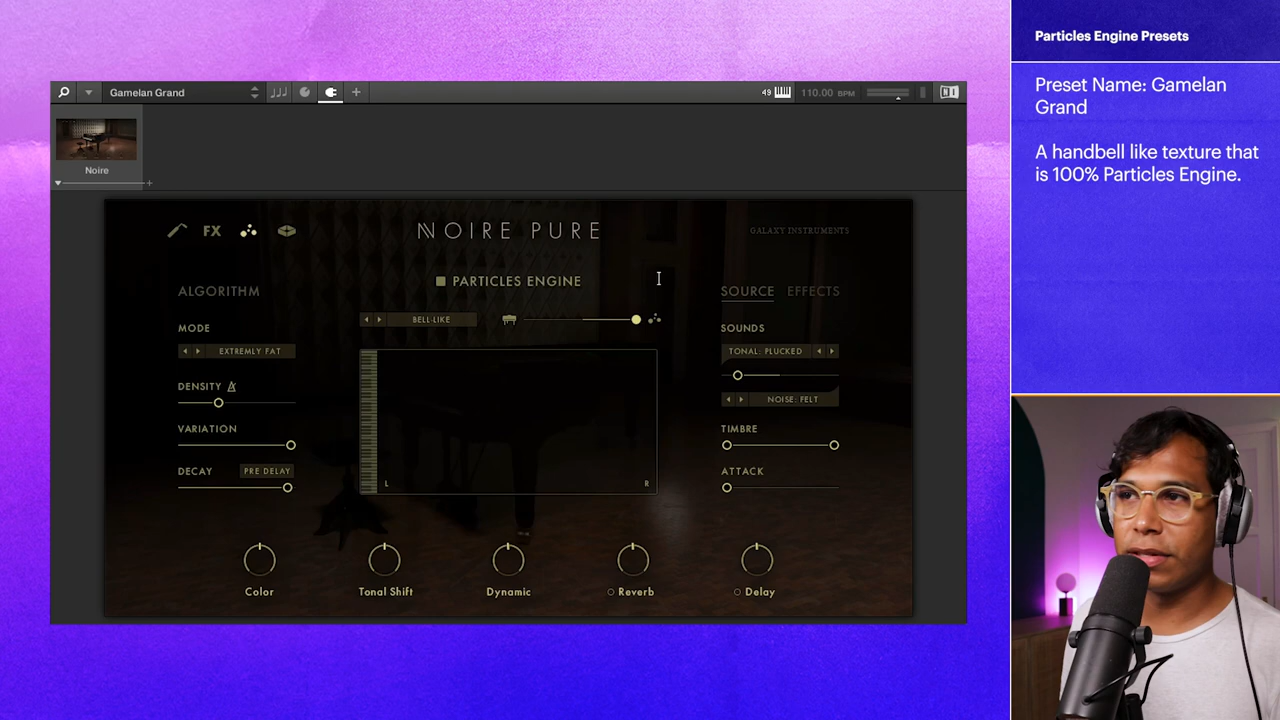 Gamelan Grand
49
110.00 BPM
NI
Noire
FX
NOIRE PURE
GALAXY INSTRUMENTS
PARTICLES ENGINE
ALGORITHM
SOURCE EFFECTS
MODE
BELL-LIKE
SOUNDS
EXTREMLY FAT
TONAL: PLUCKED
DENSITY
NOISE: FELT
VARIATION
TIMBRE
DECAY PRE DELAY
ATTACK
L R
Color Tonal Shift Dynamic Reverb Delay
Particles Engine Presets
Preset Name: Gamelan
Grand
A handbell like texture that
is 100% Particles Engine.